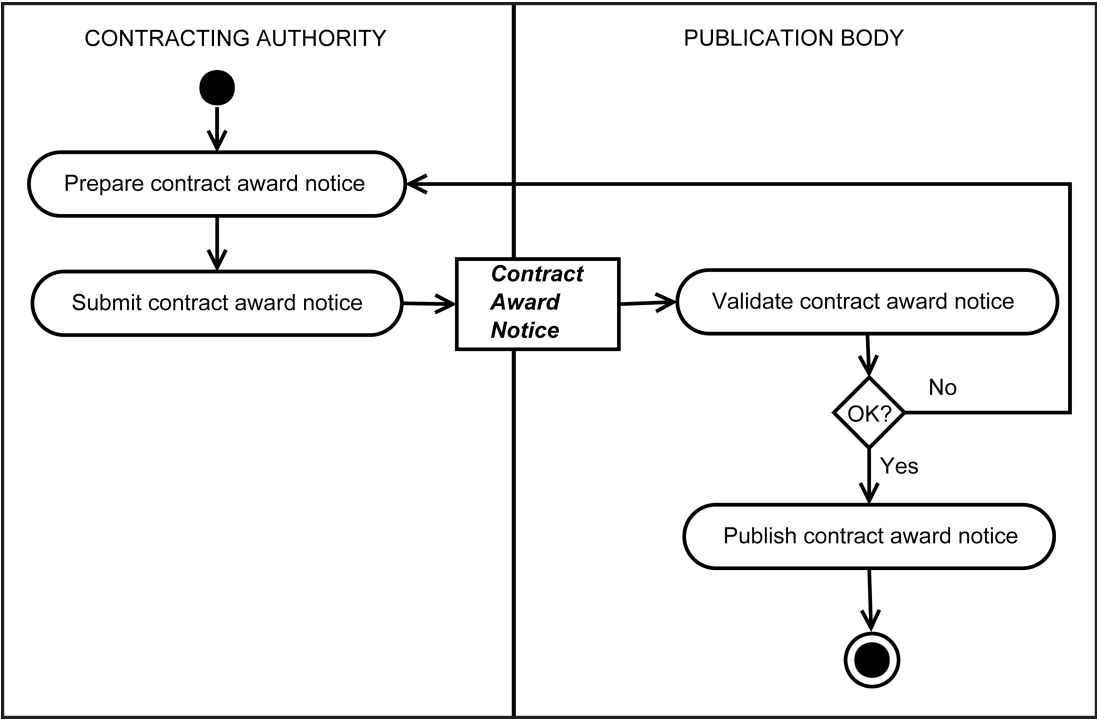 CONTRACTING AUTHORITY
PUBLICATION BODY
Prepare contract award notice
Submit contract award notice
Contract
Award
Notice
Validate contract award notice
OK?
No
Yes
Publish contract award notice